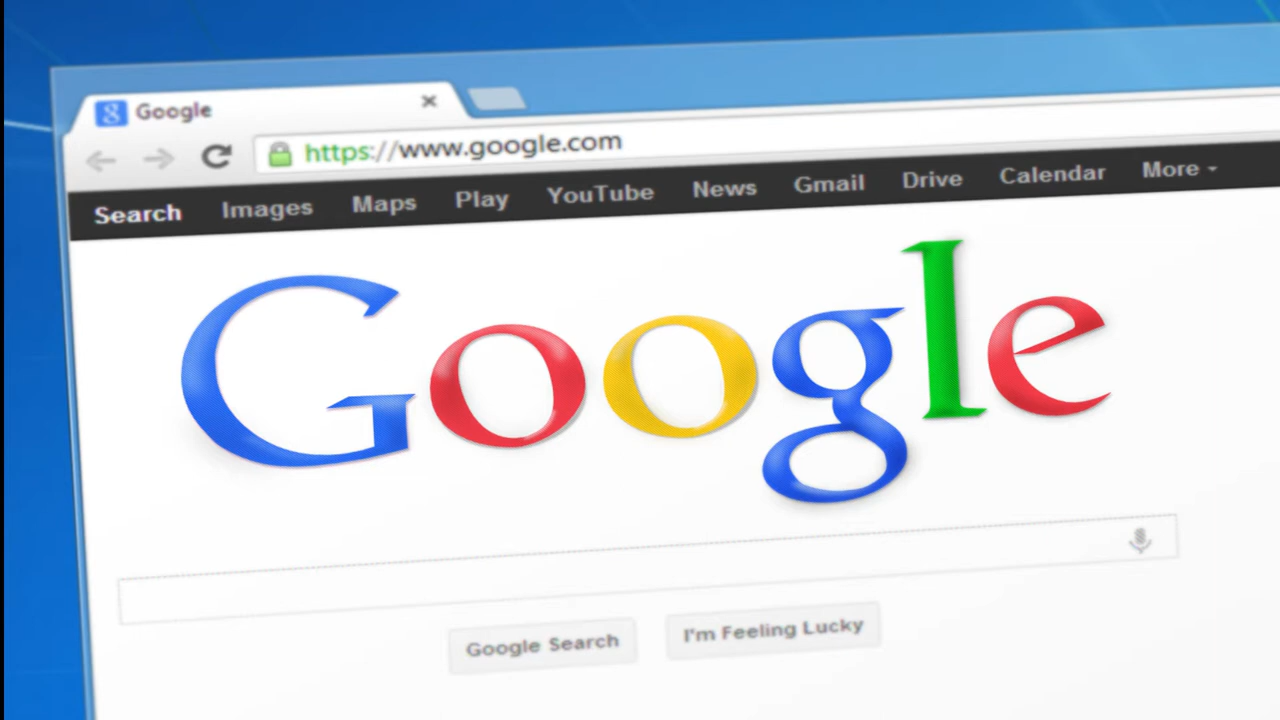 Google
https://www.google.com
Search Images Maps Play YouTube News Gmail Drive Calendar More
Google
Google Search I'm Feeling Lucky